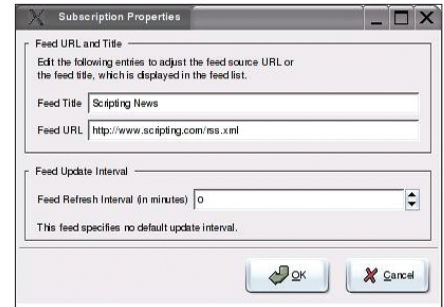 Subscription Properties
Feed URL and Title
Edit the following entries to adjust the feed source URL or
the feed title, which is displayed in the feed list.
Feed Title Scripting News
Feed URL http://www.scripting.com/rss.xml
Feed Update Interval
Feed Refresh Interval (in minutes) 0
This feed specifies no default update interval.
OK Cancel